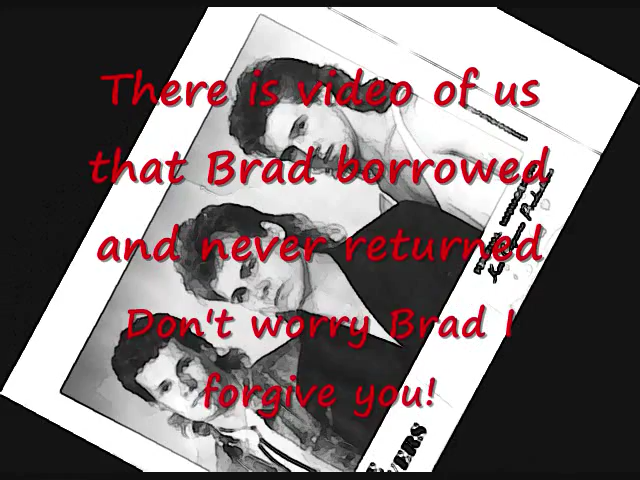 There is video of us
that Brad borrowed
and never returned
Don't worry Brad I
forgive you!